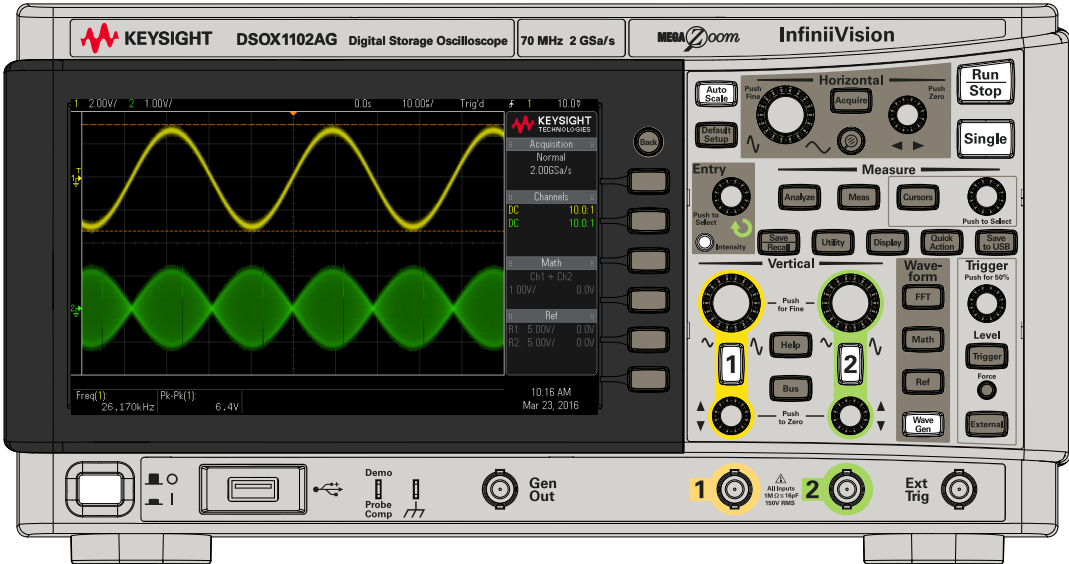 KEYSIGHT DSOX1102AG Digital Storage Oscilloscope 70 MHz 2 GSa/s MEGA Zoom InfiniiVision
1 2.00V/ 2 1.00V/ 0.0s Trig'd 1
KEYSIGHT
TECHNOLOGIES
Acquisition
Normal
2.00GSa/s
Channels
DC 10.0:1
DC 10.0:1
Math
Ch1 + Ch2
1.00V/ 0.0V
Ref
R1: 5.00V/ 0.0V
R2: 5.00V/ 0.0V
10:16 AM
Mar 23, 2016
Freq(1):
26.170kHz
Pk-Pk(1):
6.4V
Back
Auto
Scale
Default
Setup
Horizontal
Push
Fine
Acquire
Push
Zero
Run
Stop
Single
Entry
Push to
Select
Intensity
Measure
Analyze
Meas
Cursors
Push to Select
Save
Recall
Utility
Display
Quick
Action
Save
to USB
Vertical
Push
for Fine
1
Help
2
Bus
Push
to Zero
Wave-
form
FFT
Math
Ref
Wave
Gen
Trigger
Push for 50%
Level
Trigger
Force
External
Demo
Probe
Comp
Gen
Out
1
All Inputs
1MΩ ≅ 16pF
150V RMS
2
Ext
Trig